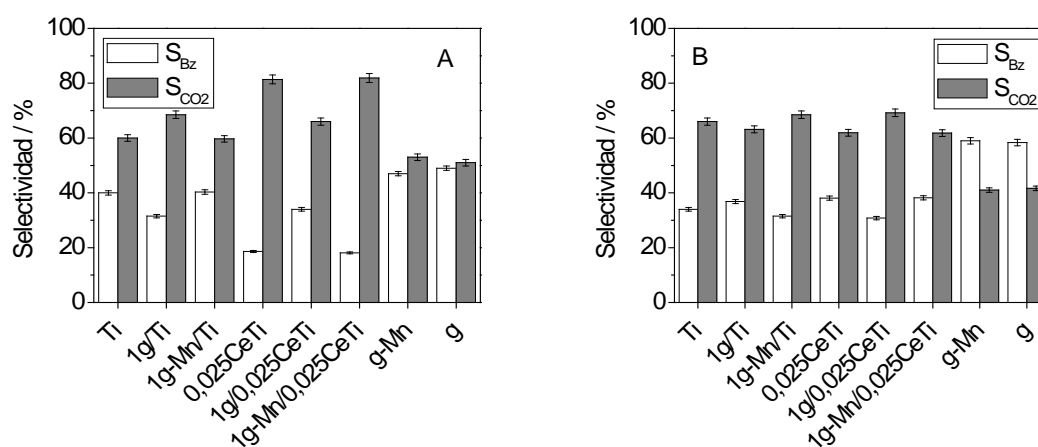 A
S_Bz
S_CO2
Selectividad / %
100
80
60
40
20
0
Ti
1g/Ti
1g-Mn/Ti
0,025CeTi
1g/0,025CeTi
1g-Mn/0,025CeTi
g-Mn
g
B
S_Bz
S_CO2
Selectividad / %
100
80
60
40
20
0
Ti
1g/Ti
1g-Mn/Ti
0,025CeTi
1g/0,025CeTi
1g-Mn/0,025CeTi
g-Mn
g